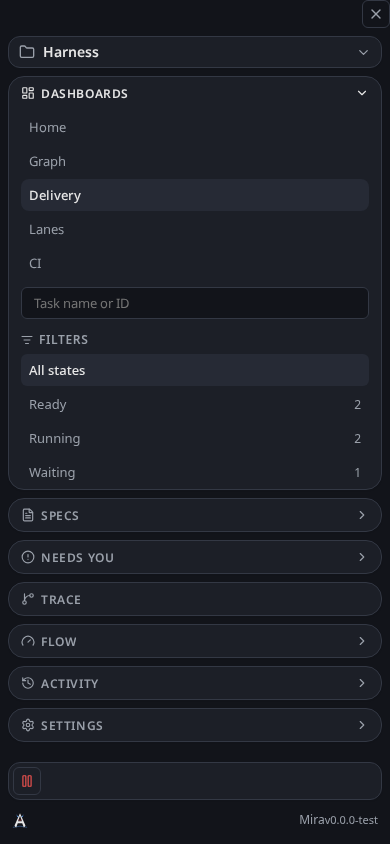 Harness
DASHBOARDS
Home
Graph
Delivery
Lanes
CI
Task name or ID
FILTERS
All states
Ready 2
Running 2
Waiting 1
SPECS
NEEDS YOU
TRACE
FLOW
ACTIVITY
SETTINGS
A Mirav0.0.0-test